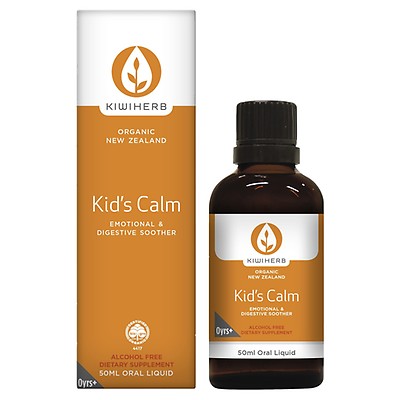 KIWIHERB
ORGANIC
NEW ZEALAND
Kid's Calm
EMOTIONAL &
DIGESTIVE SOOTHER
ALCOHOL FREE
DIETARY SUPPLEMENT
50ML ORAL LIQUID
0yrs+
KIWIHERB
ORGANIC
NEW ZEALAND
Kid's Calm
EMOTIONAL &
DIGESTIVE SOOTHER
ALCOHOL FREE
DIETARY SUPPLEMENT
0yrs+
50ml Oral Liquid